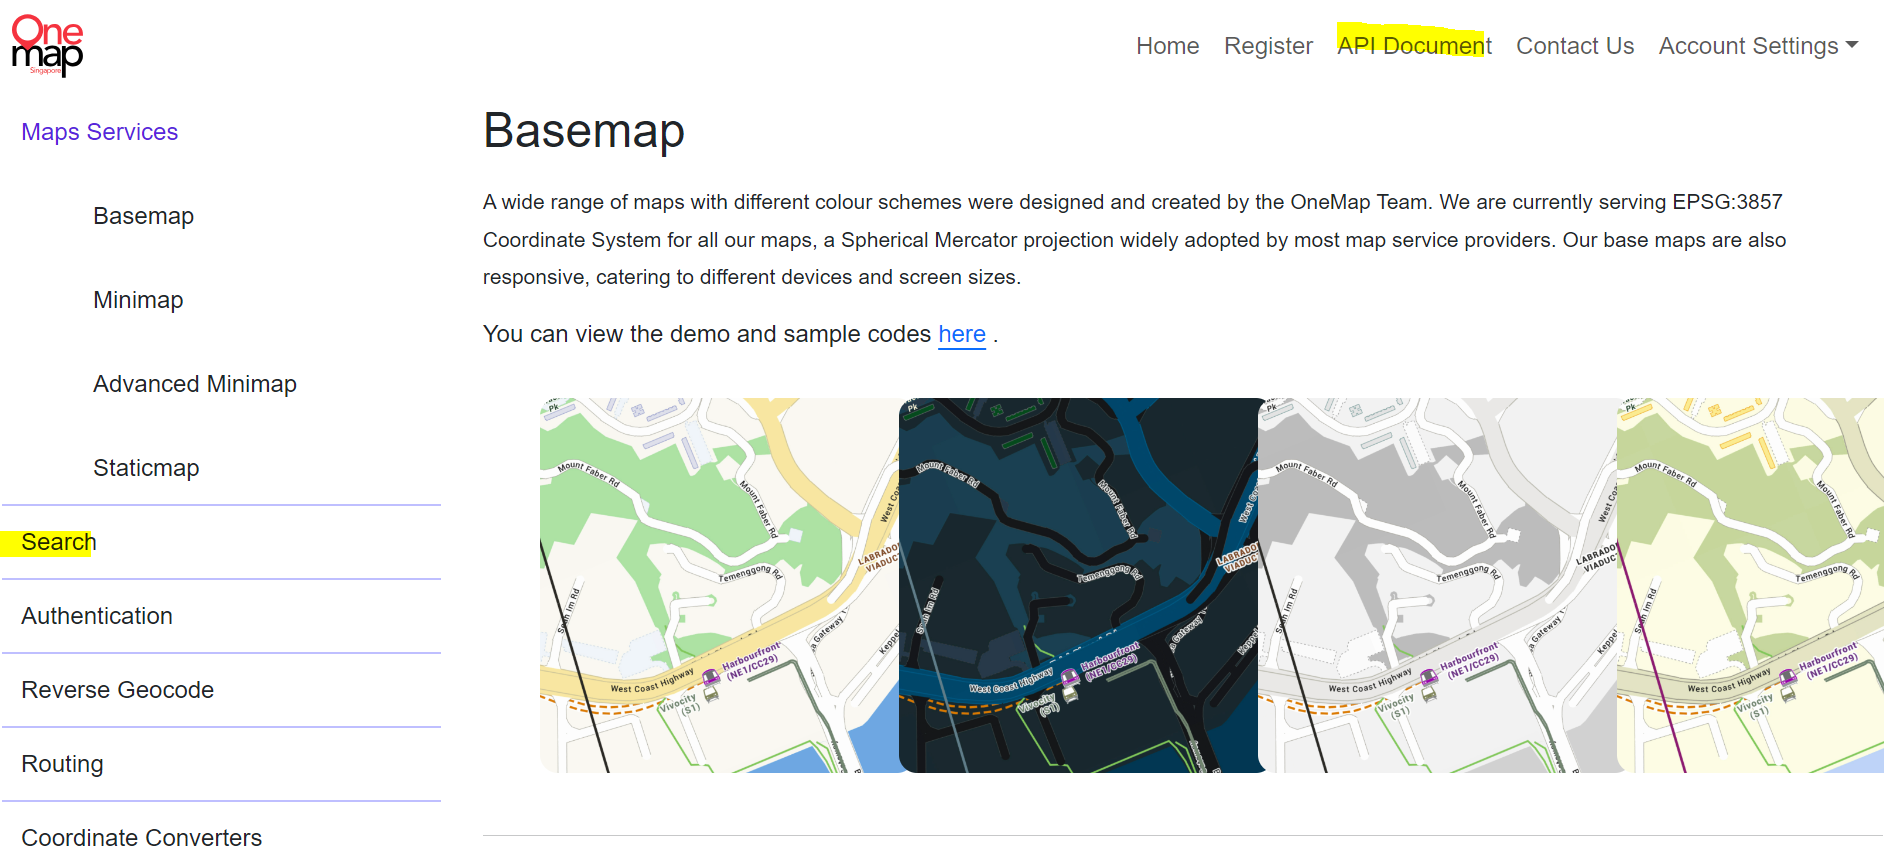 One
map
Singapore
Home Register API Document Contact Us Account Settings
Maps Services
Basemap
Minimap
Advanced Minimap
Staticmap
Search
Authentication
Reverse Geocode
Routing
Coordinate Converters
Basemap
A wide range of maps with different colour schemes were designed and created by the OneMap Team. We are currently serving EPSG:3857
Coordinate System for all our maps, a Spherical Mercator projection widely adopted by most map service providers. Our base maps are also
responsive, catering to different devices and screen sizes.
You can view the demo and sample codes here .
Pk
Mount Faber Rd
Mount Faber Rd
West Co
LABRADO
VIADUC
Temenggong Rd
Seah Im Rd
a Gateway
Keppel
Harbourfront
(NE1/CC29)
West Coast Highway
Vivocity
(S1)
Pk
Mount Faber Rd
Mount Faber Rd
West Co
LABRADO
VIADUC
Temenggong Rd
Seah Im Rd
a Gateway
Keppe
Harbourfront
(NE1/CC29)
West Coast Highway
Vivocity
(S1)
Pk
Mount Faber Rd
Mount Faber Rd
West Co
LABRADO
VIADUC
Temenggong Rd
Seah Im Rd
a Gateway
Keppe
Harbourfront
(NE1/CC29)
West Coast Highway
Vivocity
(S1)
Pk
Mount Faber Rd
Mount Faber Rd
Temenggong Rd
Seah Im Rd
Harbourfront
(NE1/CC29)
West Coast Highway
Vivocity
(S1)